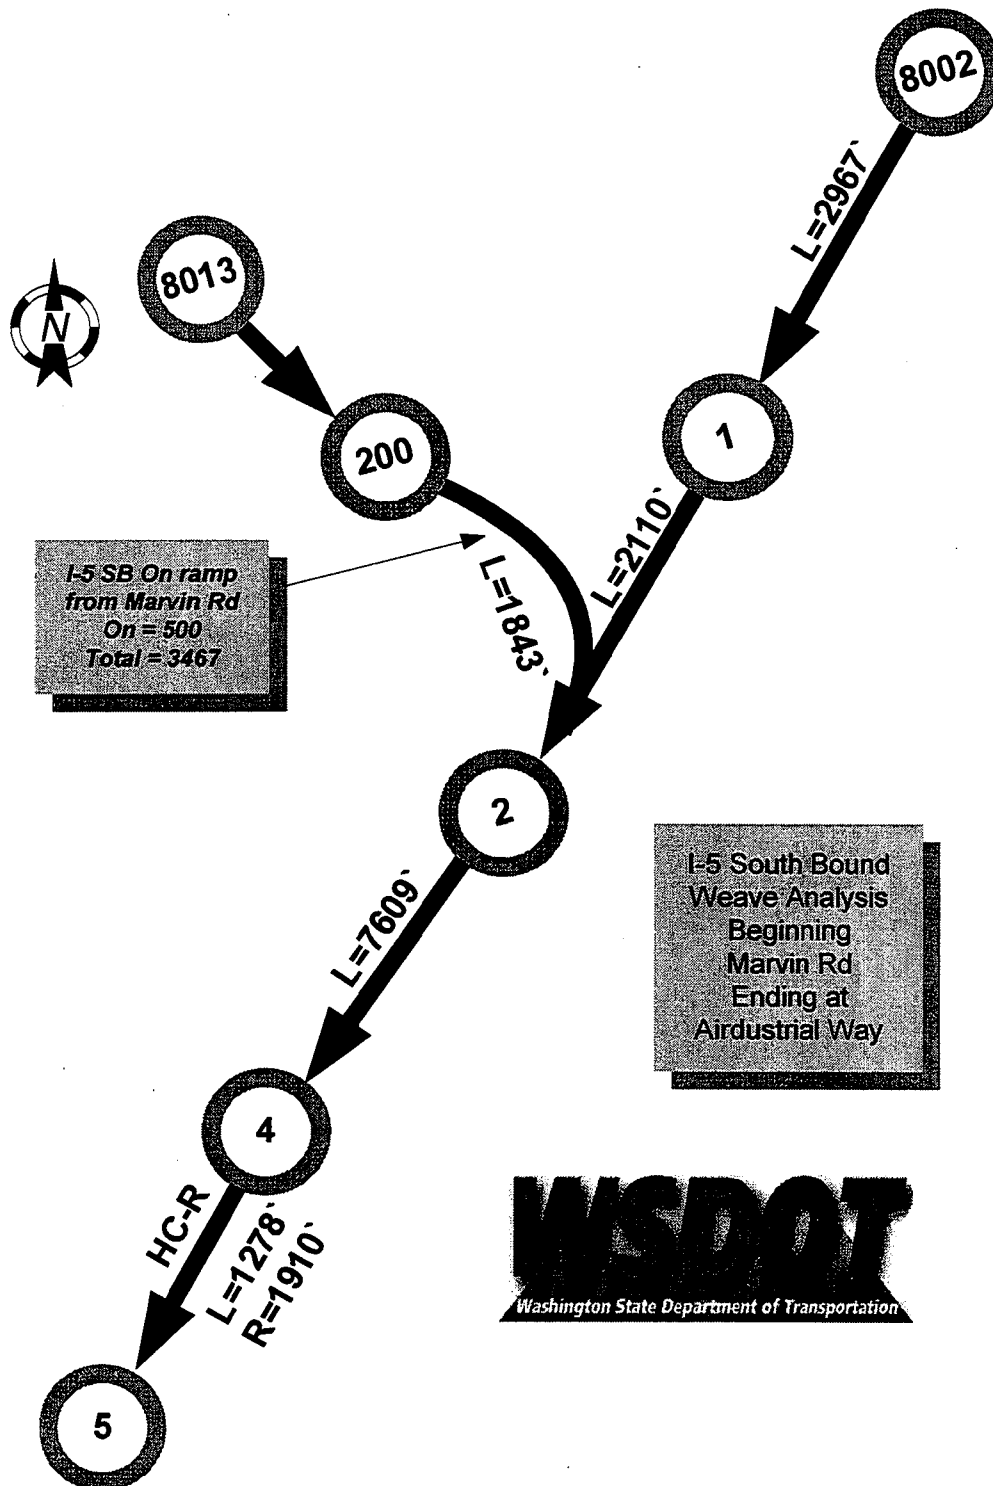 8002
L=2967`
8013
N
200
1
L=2110`
I-5 SB On ramp
from Marvin Rd
On = 500
Total = 3467
L=1843`
2
I-5 South Bound
Weave Analysis
Beginning
Marvin Rd
Ending at
Airdustrial Way
L=7609`
4
HC-R
L=1278`
R=1910`
WSDOT
Washington State Department of Transportation
5